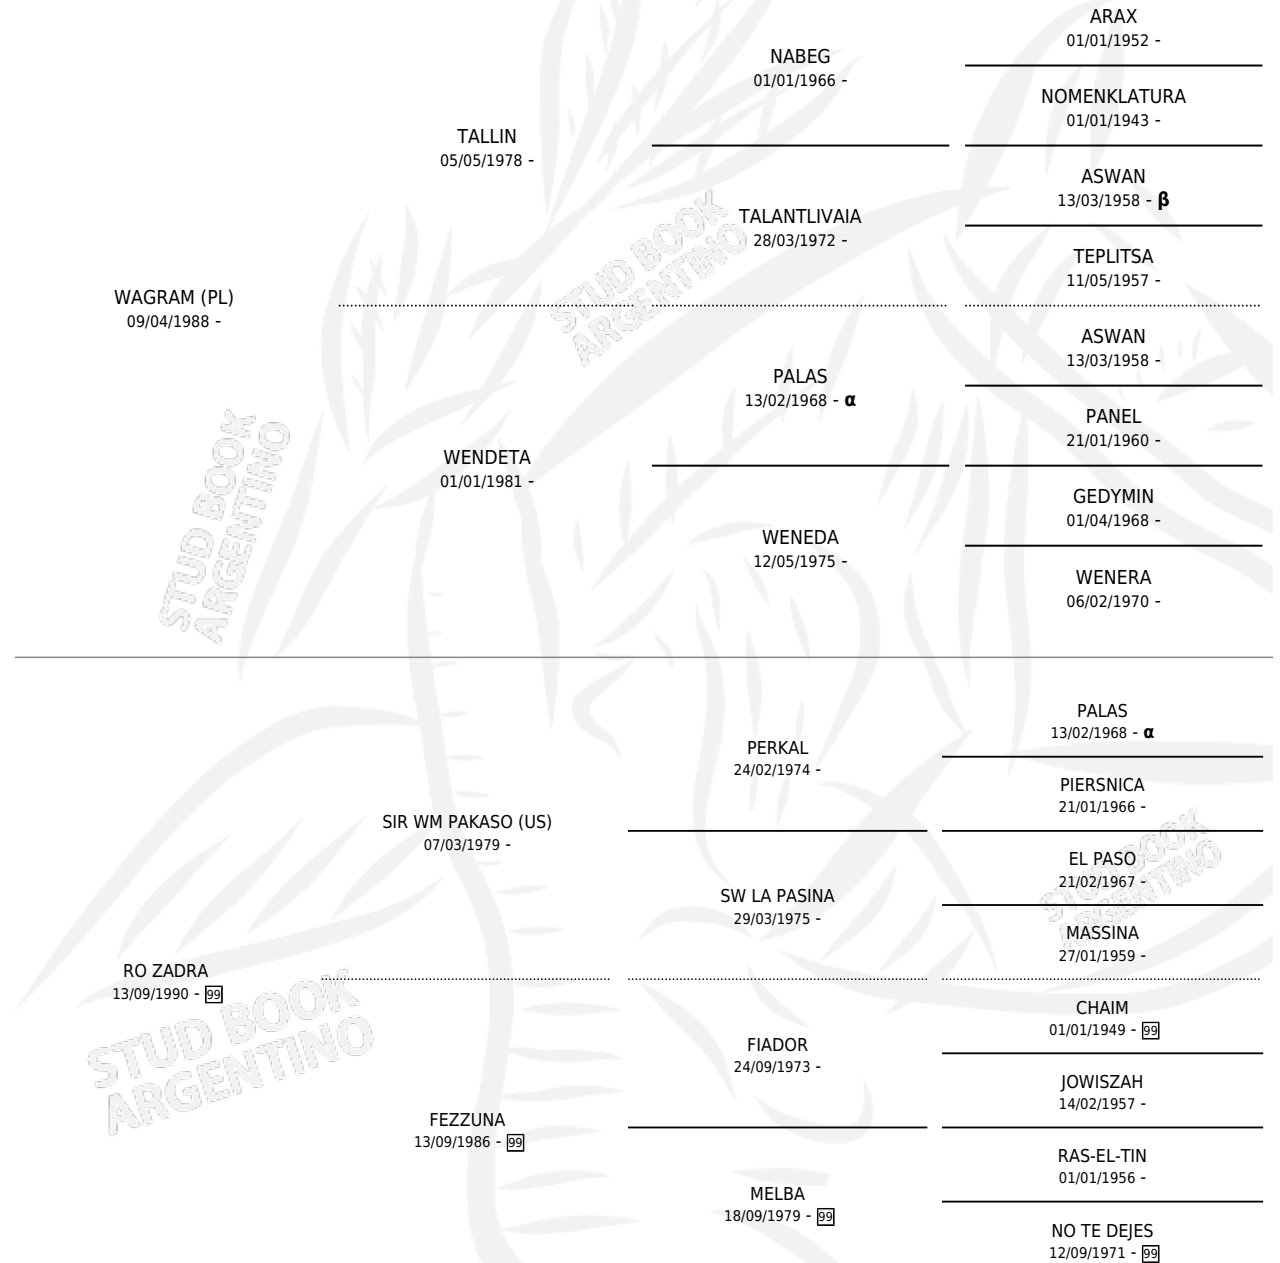 ARAX
01/01/1952 -
NABEG
01/01/1966 -
NOMENKLATURA
01/01/1943 -
TALLIN
05/05/1978 -
ASWAN
13/03/1958 - β
TALANTLIVAIA
28/03/1972 -
TEPLITSA
11/05/1957 -
WAGRAM (PL)
09/04/1988 -
ASWAN
13/03/1958 -
PALAS
13/02/1968 - α
PANEL
21/01/1960 -
WENDETA
01/01/1981 -
GEDYMIN
01/04/1968 -
WENEDA
12/05/1975 -
WENERA
06/02/1970 -
PALAS
13/02/1968 - α
PERKAL
24/02/1974 -
PIERSNICA
21/01/1966 -
SIR WM PAKASO (US)
07/03/1979 -
EL PASO
21/02/1967 -
SW LA PASINA
29/03/1975 -
MASSINA
27/01/1959 -
RO ZADRA
13/09/1990 - 99
CHAIM
01/01/1949 - 99
FIADOR
24/09/1973 -
JOWISZAH
14/02/1957 -
FEZZUNA
13/09/1986 - 99
RAS-EL-TIN
01/01/1956 -
MELBA
18/09/1979 - 99
NO TE DEJES
12/09/1971 - 99
STUD BOOK
ARGENTINO
STUD BOOK
ARGENTINO
STUD BOOK
ARGENTINO
STUD BOOK
ARGENTINO